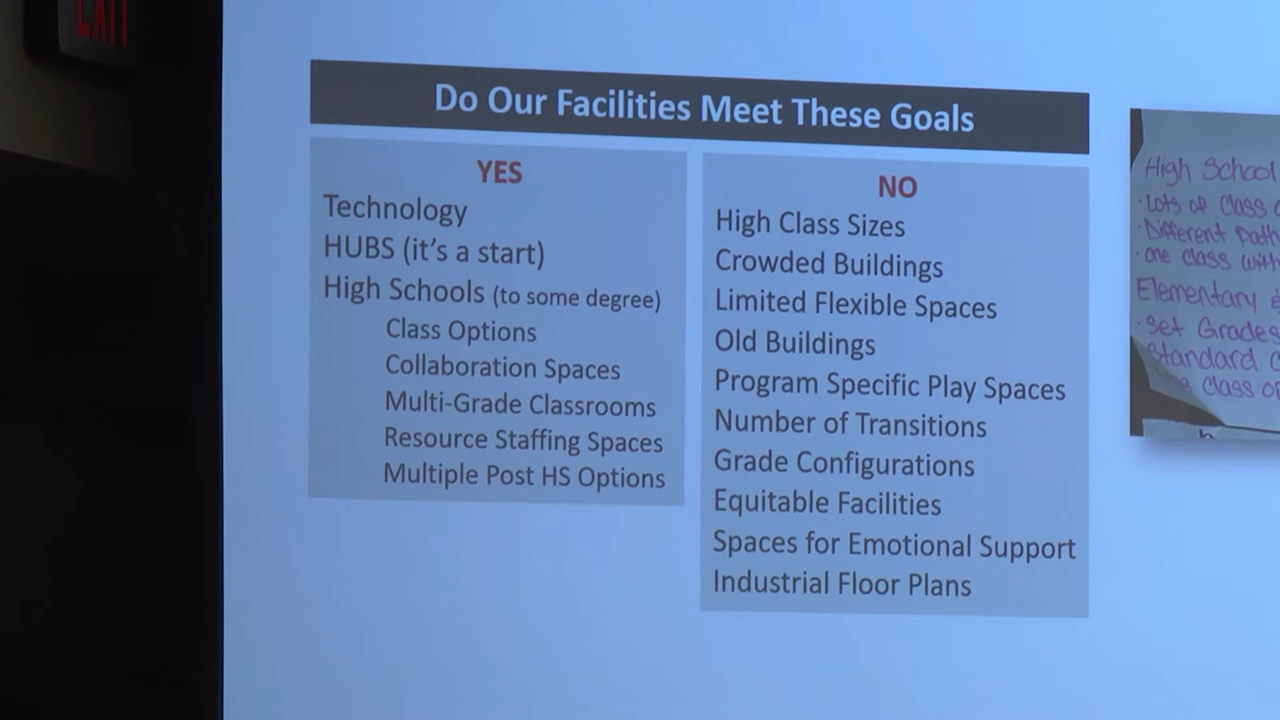 EXIT
Do Our Facilities Meet These Goals
YES
Technology
HUBS (it's a start)
High Schools (to some degree)
Class Options
Collaboration Spaces
Multi-Grade Classrooms
Resource Staffing Spaces
Multiple Post HS Options
NO
High Class Sizes
Crowded Buildings
Limited Flexible Spaces
Old Buildings
Program Specific Play Spaces
Number of Transitions
Grade Configurations
Equitable Facilities
Spaces for Emotional Support
Industrial Floor Plans
High School
· Lots of Class
· Different Path
· One class with
Elementary
· Set Grades
Standard
Class